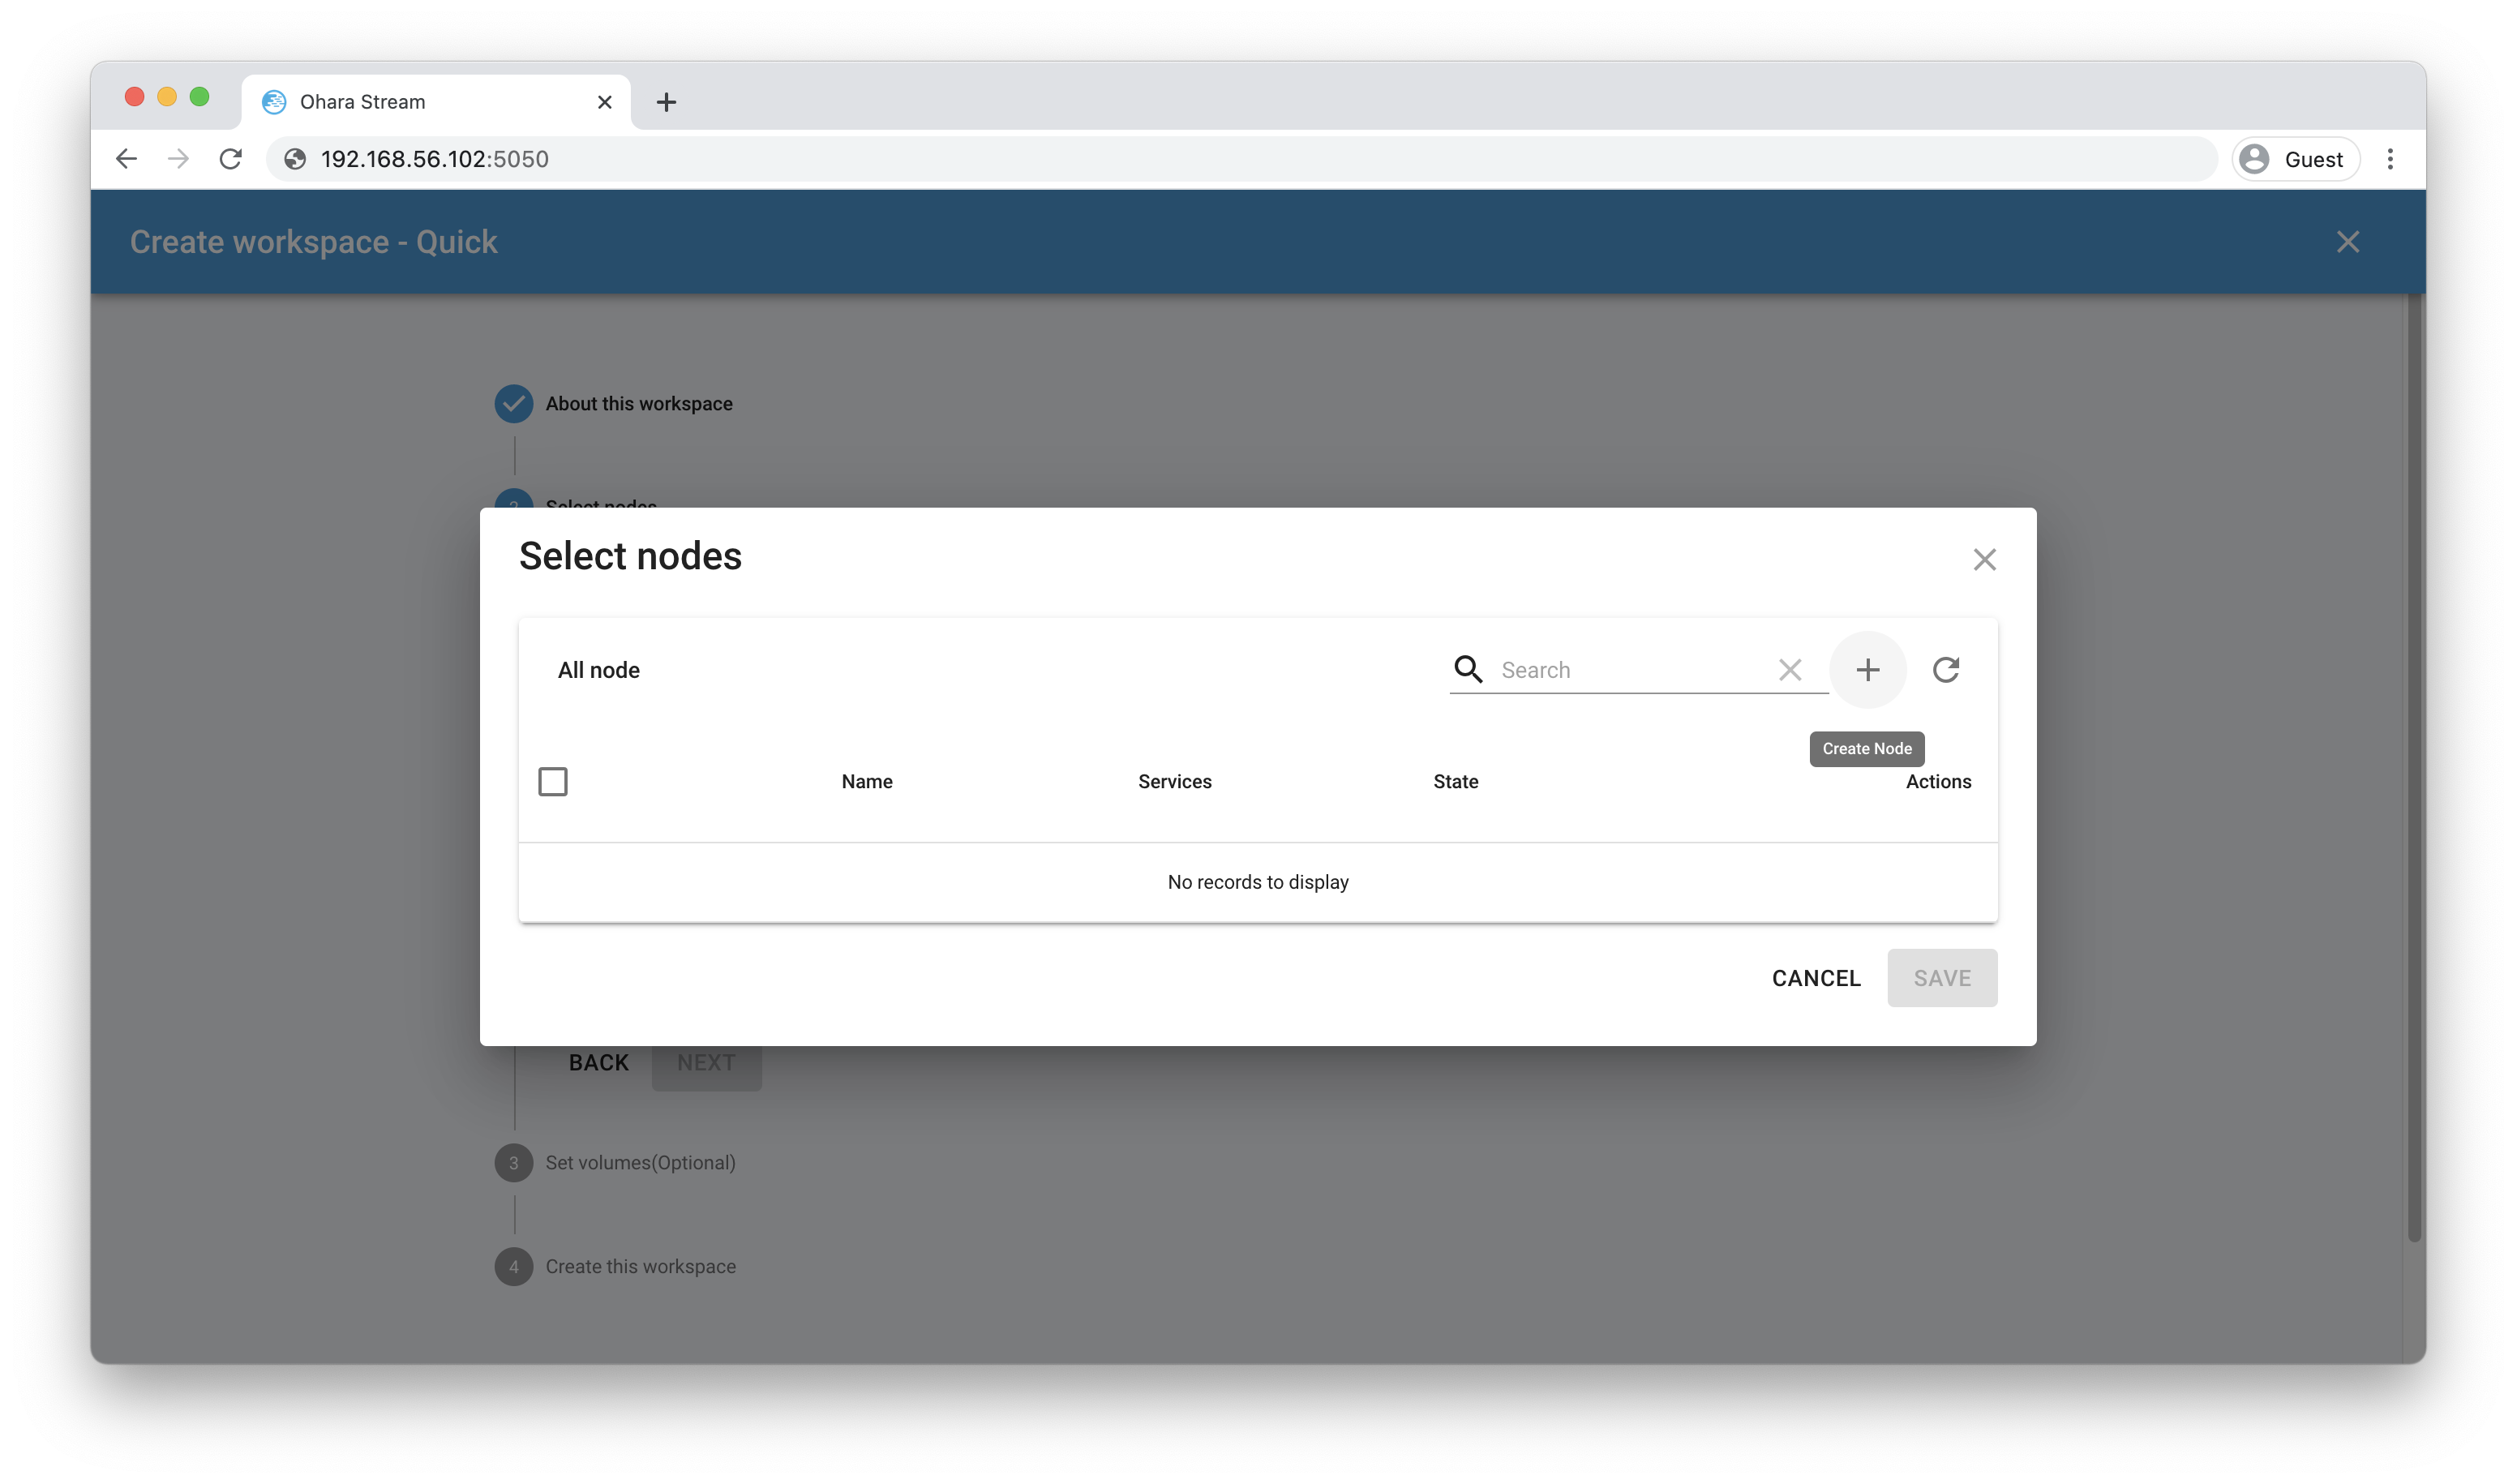 Ohara Stream
192.168.56.102:5050
Guest
Create workspace - Quick
About this workspace
2 Select nodes
Select nodes
All node
Search
Create Node
Name Services State Actions
No records to display
CANCEL SAVE
BACK NEXT
3 Set volumes(Optional)
4 Create this workspace